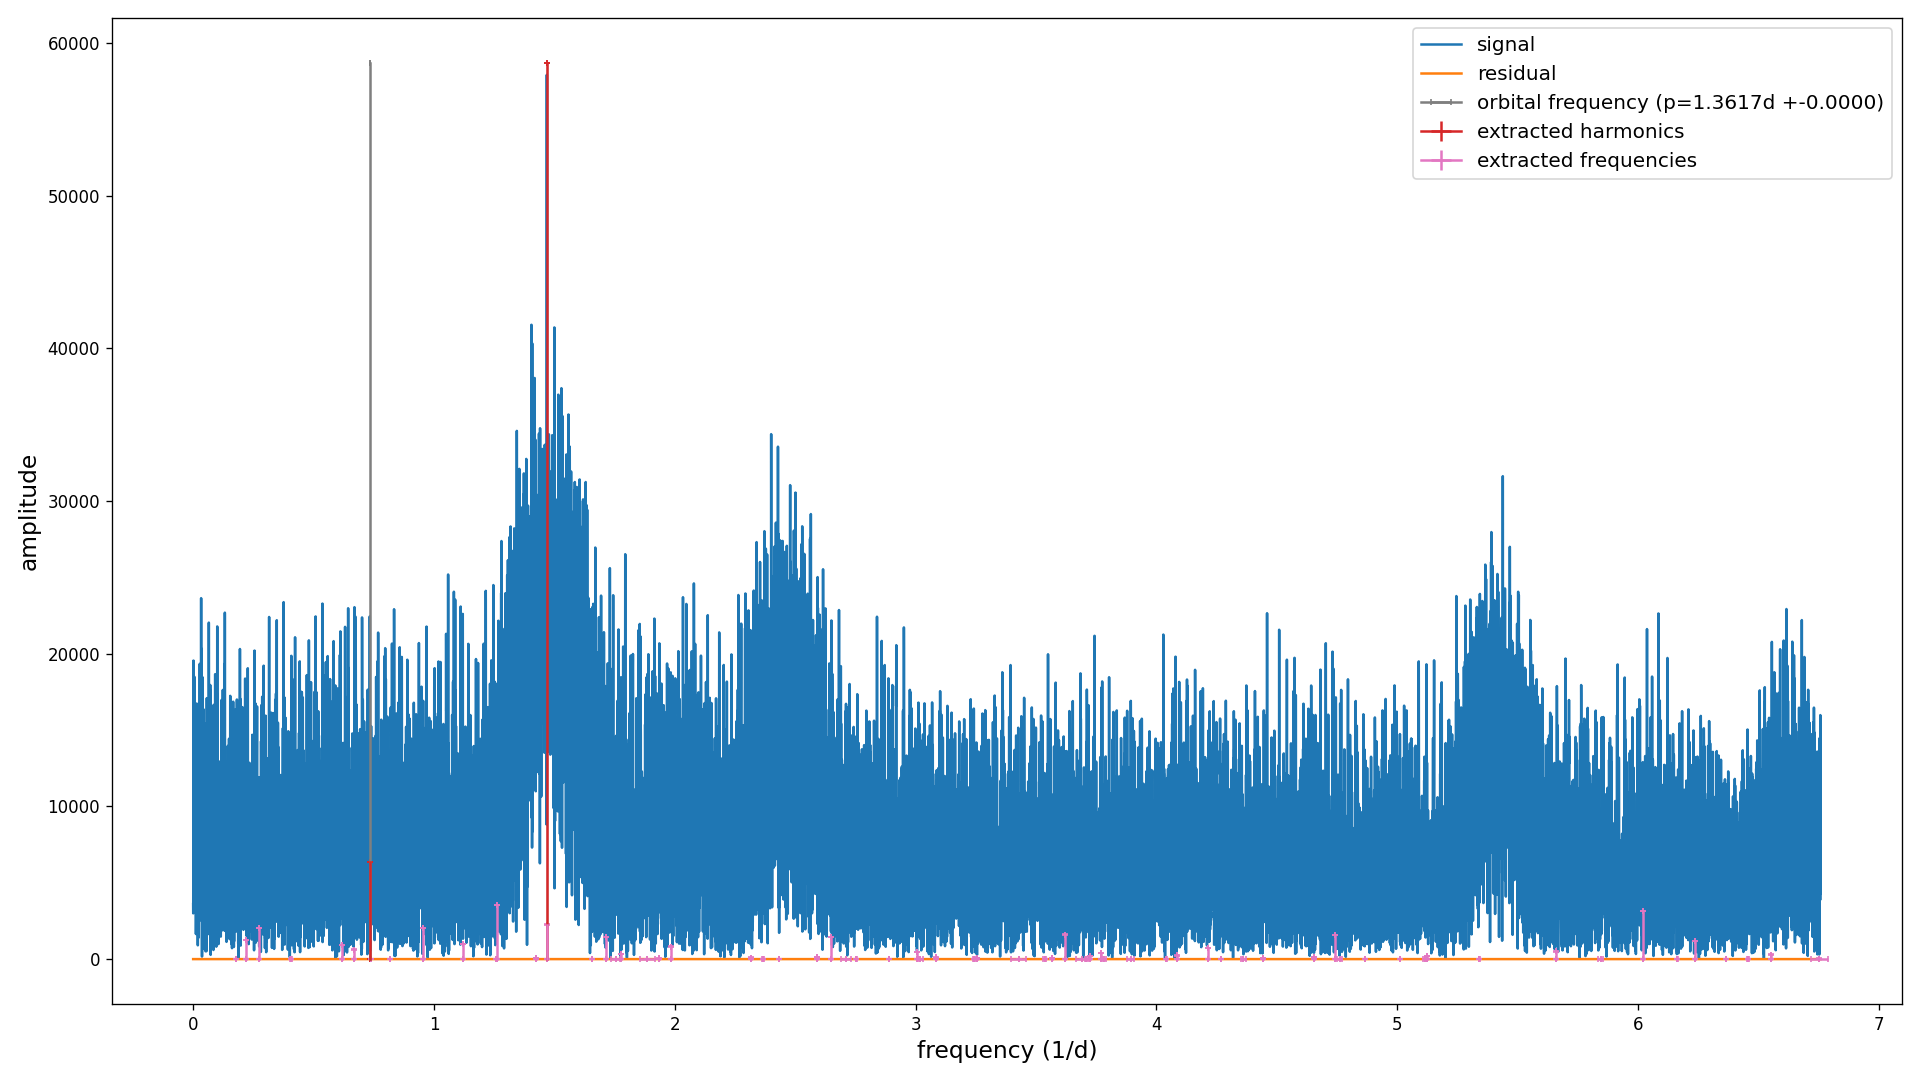 signal
residual
orbital frequency (p=1.3617d +-0.0000)
extracted harmonics
extracted frequencies
60000
50000
40000
30000
20000
10000
0
amplitude
0 1 2 3 4 5 6 7
frequency (1/d)